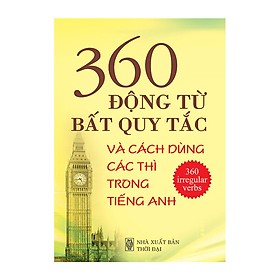 360
ĐỘNG TỪ
BẤT QUY TẮC
VÀ CÁCH DÙNG
CÁC THÌ
TRONG
TIẾNG ANH
360
irregular
verbs
NHÀ XUẤT BẢN
THỜI ĐẠI